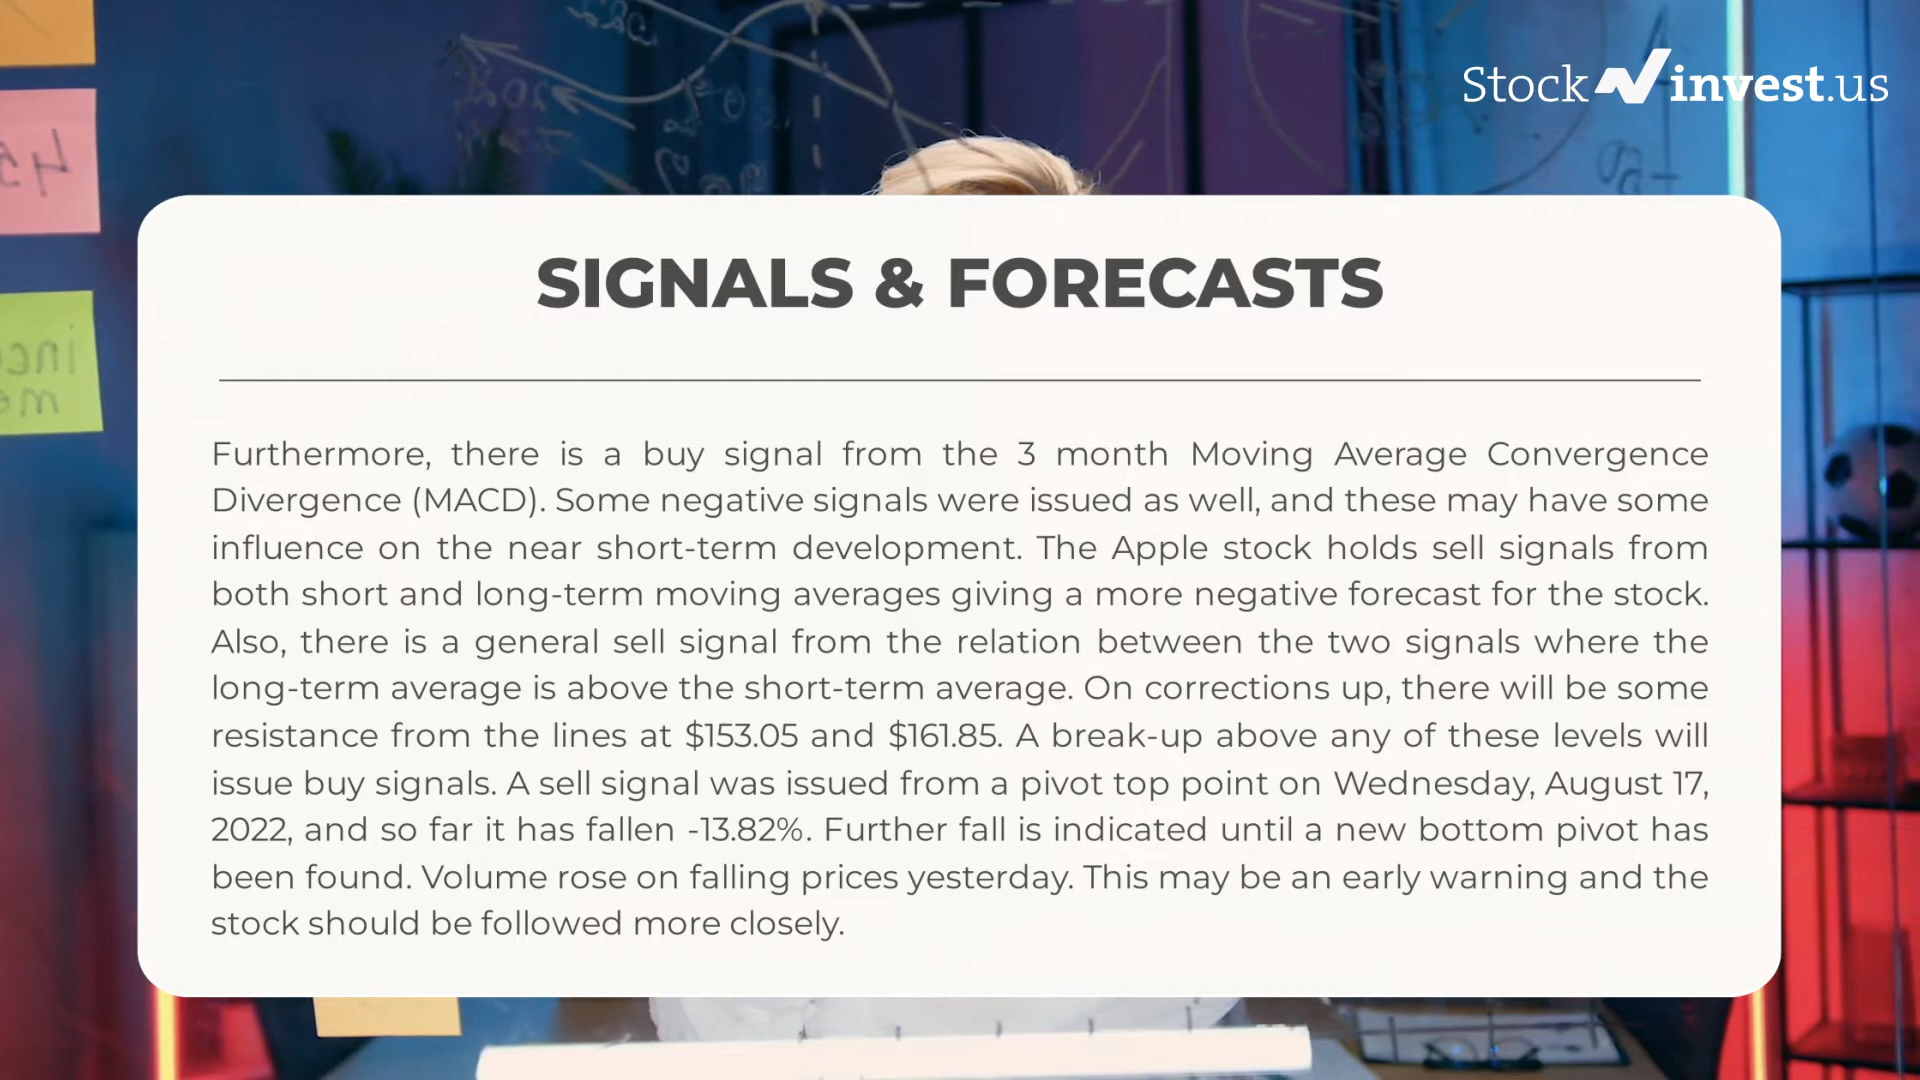 Stock invest.us
45
SIGNALS & FORECASTS
Furthermore, there is a buy signal from the 3 month Moving Average Convergence
Divergence (MACD). Some negative signals were issued as well, and these may have some
influence on the near short-term development. The Apple stock holds sell signals from
both short and long-term moving averages giving a more negative forecast for the stock.
Also, there is a general sell signal from the relation between the two signals where the
long-term average is above the short-term average. On corrections up, there will be some
resistance from the lines at $153.05 and $161.85. A break-up above any of these levels will
issue buy signals. A sell signal was issued from a pivot top point on Wednesday, August 17,
2022, and so far it has fallen -13.82%. Further fall is indicated until a new bottom pivot has
been found. Volume rose on falling prices yesterday. This may be an early warning and the
stock should be followed more closely.